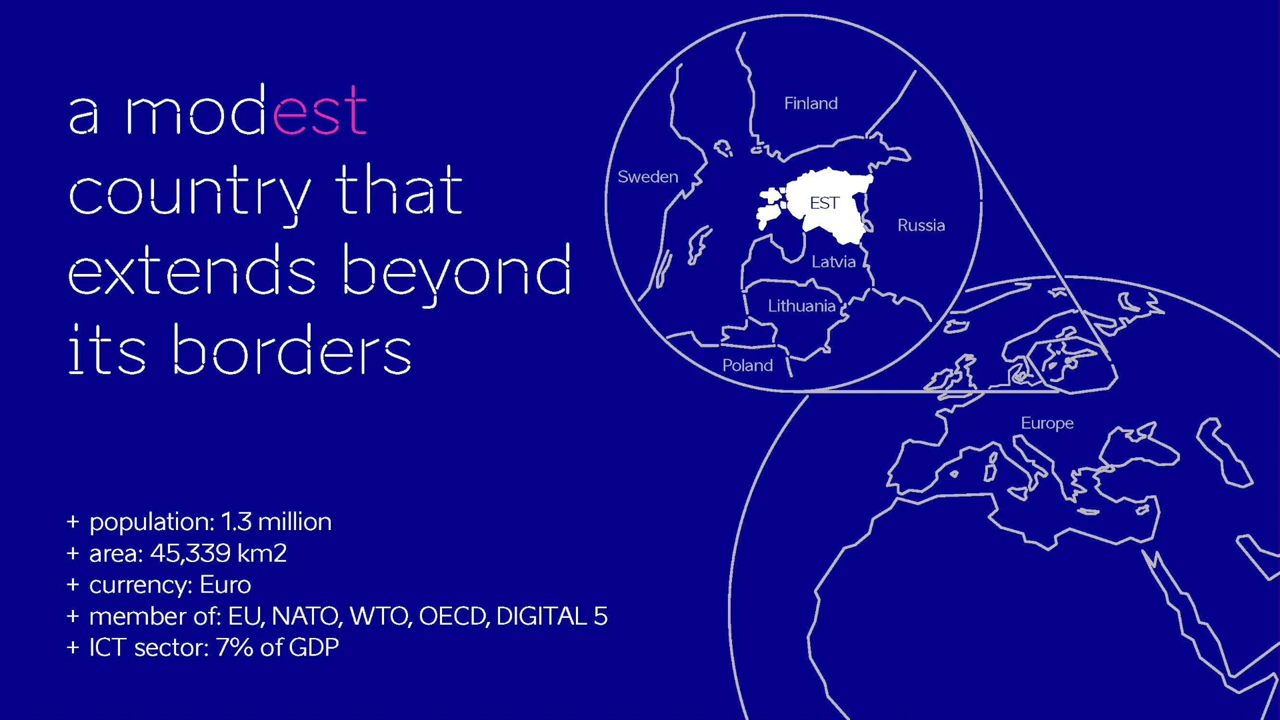 a modest
country that
extends beyond
its borders
+ population: 1.3 million
+ area: 45,339 km2
+ currency: Euro
+ member of: EU, NATO, WTO, OECD, DIGITAL 5
+ ICT sector: 7% of GDP
Finland
Sweden
EST
Russia
Latvia
Lithuania
Poland
Europe